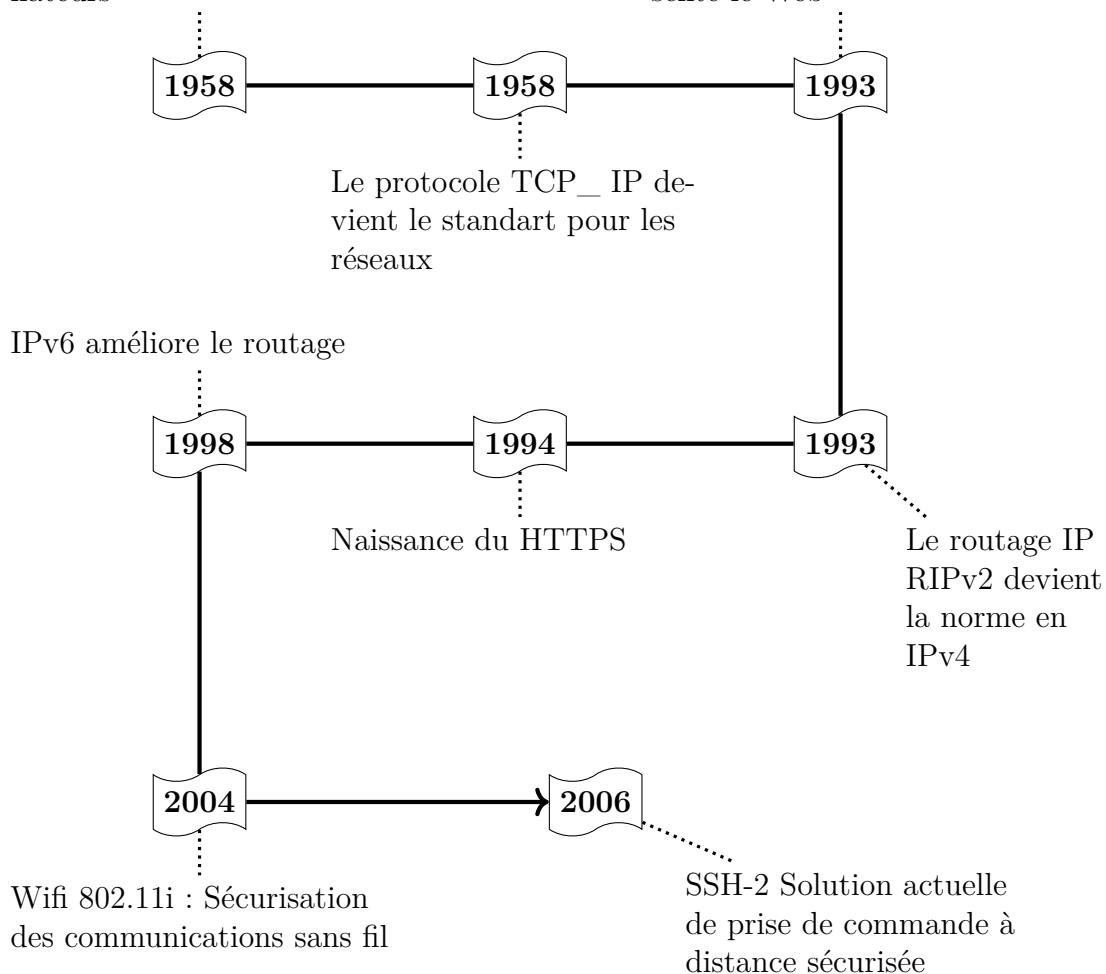 1958
1958
1993
Le protocole TCP_ IP de-
vient le standart pour les
réseaux
IPv6 améliore le routage
1998
1994
1993
Naissance du HTTPS
Le routage IP
RIPv2 devient
la norme en
IPv4
2004
2006
Wifi 802.11i : Sécurisation
des communications sans fil
SSH-2 Solution actuelle
de prise de commande à
distance sécurisée